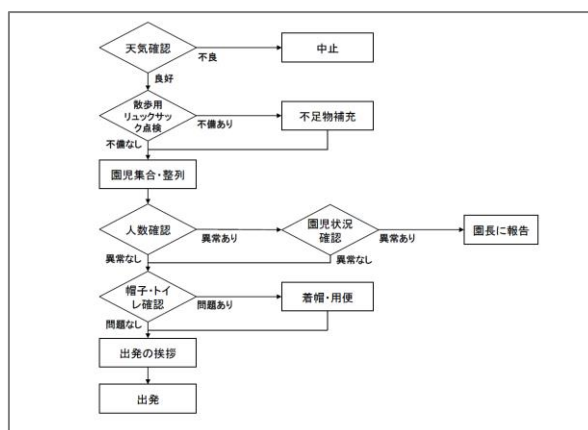 天気確認
不良
中止
良好
散歩用
リュックサッ
ク点検
不備あり
不足物補充
不備なし
園児集合・整列
人数確認
異常あり
園児状況
確認
異常あり
園長に報告
異常なし
異常なし
帽子・トイ
レ確認
問題あり
着帽・用便
問題なし
出発の挨拶
出発